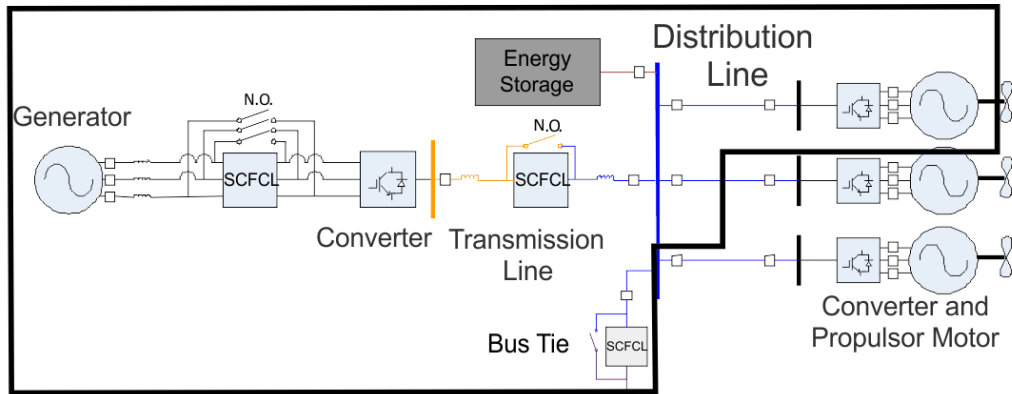 Energy
Storage
Distribution
Line
Generator
N.O.
SCFCL
Converter
N.O.
SCFCL
Transmission
Line
Bus Tie
SCFCL
Converter and
Propulsor Motor